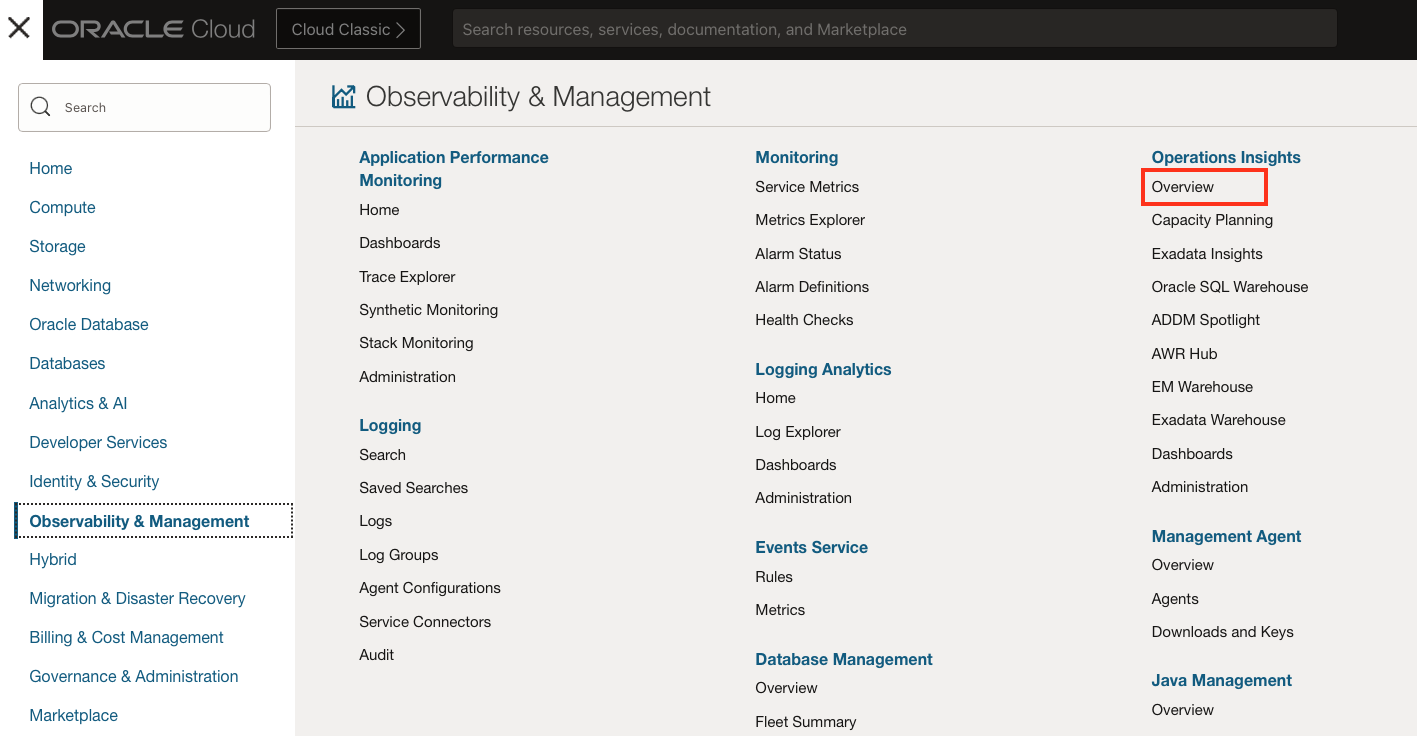 ORACLE Cloud
Cloud Classic
Search resources, services, documentation, and Marketplace
Search
Home
Compute
Storage
Networking
Oracle Database
Databases
Analytics & AI
Developer Services
Identity & Security
Observability & Management
Hybrid
Migration & Disaster Recovery
Billing & Cost Management
Governance & Administration
Marketplace
Observability & Management
Application Performance
Monitoring
Home
Dashboards
Trace Explorer
Synthetic Monitoring
Stack Monitoring
Administration
Logging
Search
Saved Searches
Logs
Log Groups
Agent Configurations
Service Connectors
Audit
Monitoring
Service Metrics
Metrics Explorer
Alarm Status
Alarm Definitions
Health Checks
Logging Analytics
Home
Log Explorer
Dashboards
Administration
Events Service
Rules
Metrics
Database Management
Overview
Fleet Summary
Operations Insights
Overview
Capacity Planning
Exadata Insights
Oracle SQL Warehouse
ADDM Spotlight
AWR Hub
EM Warehouse
Exadata Warehouse
Dashboards
Administration
Management Agent
Overview
Agents
Downloads and Keys
Java Management
Overview